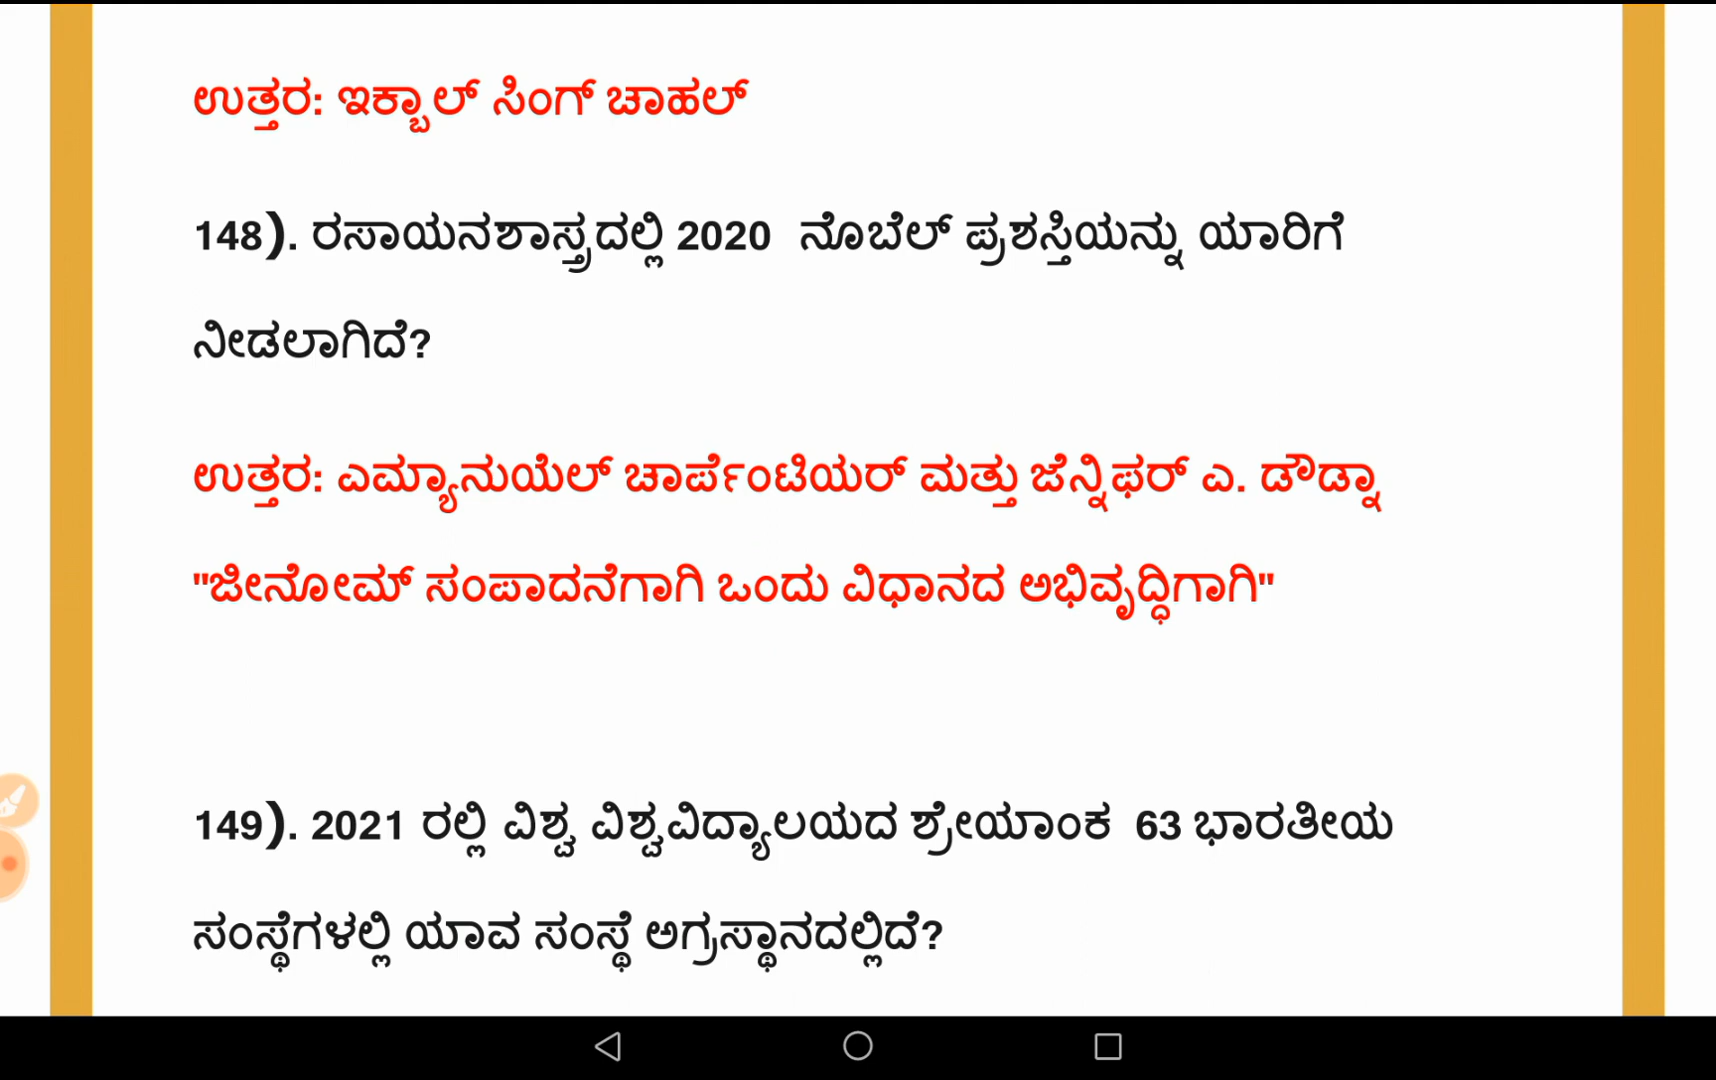 ಉತ್ತರ: ಇಕ್ಬಾಲ್ ಸಿಂಗ್ ಚಾಹಲ್
148). ರಸಾಯನಶಾಸ್ತ್ರದಲ್ಲಿ 2020 ನೊಬೆಲ್ ಪ್ರಶಸ್ತಿಯನ್ನು ಯಾರಿಗೆ
ನೀಡಲಾಗಿದೆ?
ಉತ್ತರ: ಎಮ್ಯಾನುಯೆಲ್ ಚಾರ್ಪೆಂಟಿಯರ್ ಮತ್ತು ಜೆನ್ನಿಫರ್ ಎ. ಡೌಡ್ನಾ
"ಜೀನೋಮ್ ಸಂಪಾದನೆಗಾಗಿ ಒಂದು ವಿಧಾನದ ಅಭಿವೃದ್ಧಿಗಾಗಿ"
149). 2021 ರಲ್ಲಿ ವಿಶ್ವ ವಿಶ್ವವಿದ್ಯಾಲಯದ ಶ್ರೇಯಾಂಕ 63 ಭಾರತೀಯ
ಸಂಸ್ಥೆಗಳಲ್ಲಿ ಯಾವ ಸಂಸ್ಥೆ ಅಗ್ರಸ್ಥಾನದಲ್ಲಿದೆ?